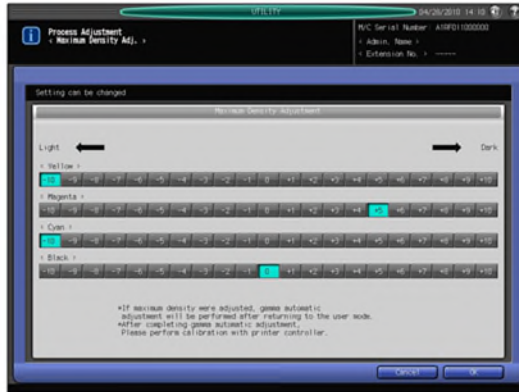 UTILITY
04/26/2010 14:10
Process Adjustment
< Maximum Density Adj. >
M/C Serial Number: A1RF011000000
< Admin. Name >
< Extension No. > -----
Setting can be changed
Maximum Density Adjustment
Light
Dark
< Yellow >
-10 -9 -8 -7 -6 -5 -4 -3 -2 -1 0 +1 +2 +3 +4 +5 +6 +7 +8 +9 +10
< Magenta >
-10 -9 -8 -7 -6 -5 -4 -3 -2 -1 0 +1 +2 +3 +4 +5 +6 +7 +8 +9 +10
< Cyan >
-10 -9 -8 -7 -6 -5 -4 -3 -2 -1 0 +1 +2 +3 +4 +5 +6 +7 +8 +9 +10
< Black >
-10 -9 -8 -7 -6 -5 -4 -3 -2 -1 0 +1 +2 +3 +4 +5 +6 +7 +8 +9 +10
*If maximum density were adjusted, gamma automatic
adjustment will be performed after returning to the user mode.
*After completing gamma automatic adjustment,
Please perform calibration with printer controller.
Cancel
OK